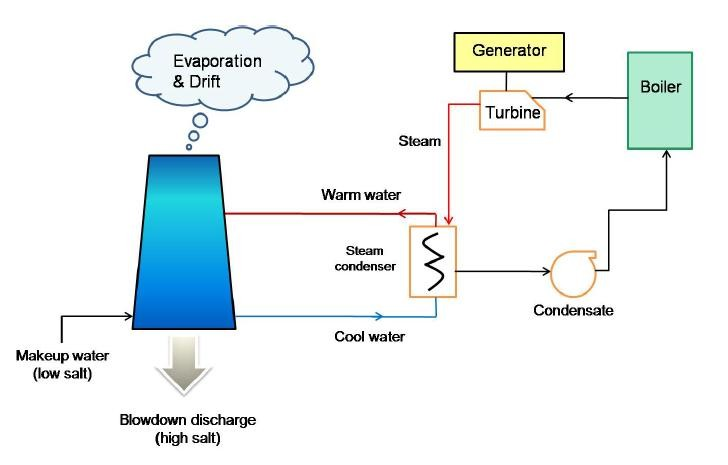 Evaporation
& Drift
Generator
Boiler
Turbine
Steam
Warm water
Steam
condenser
Condensate
Cool water
Makeup water
(low salt)
Blowdown discharge
(high salt)